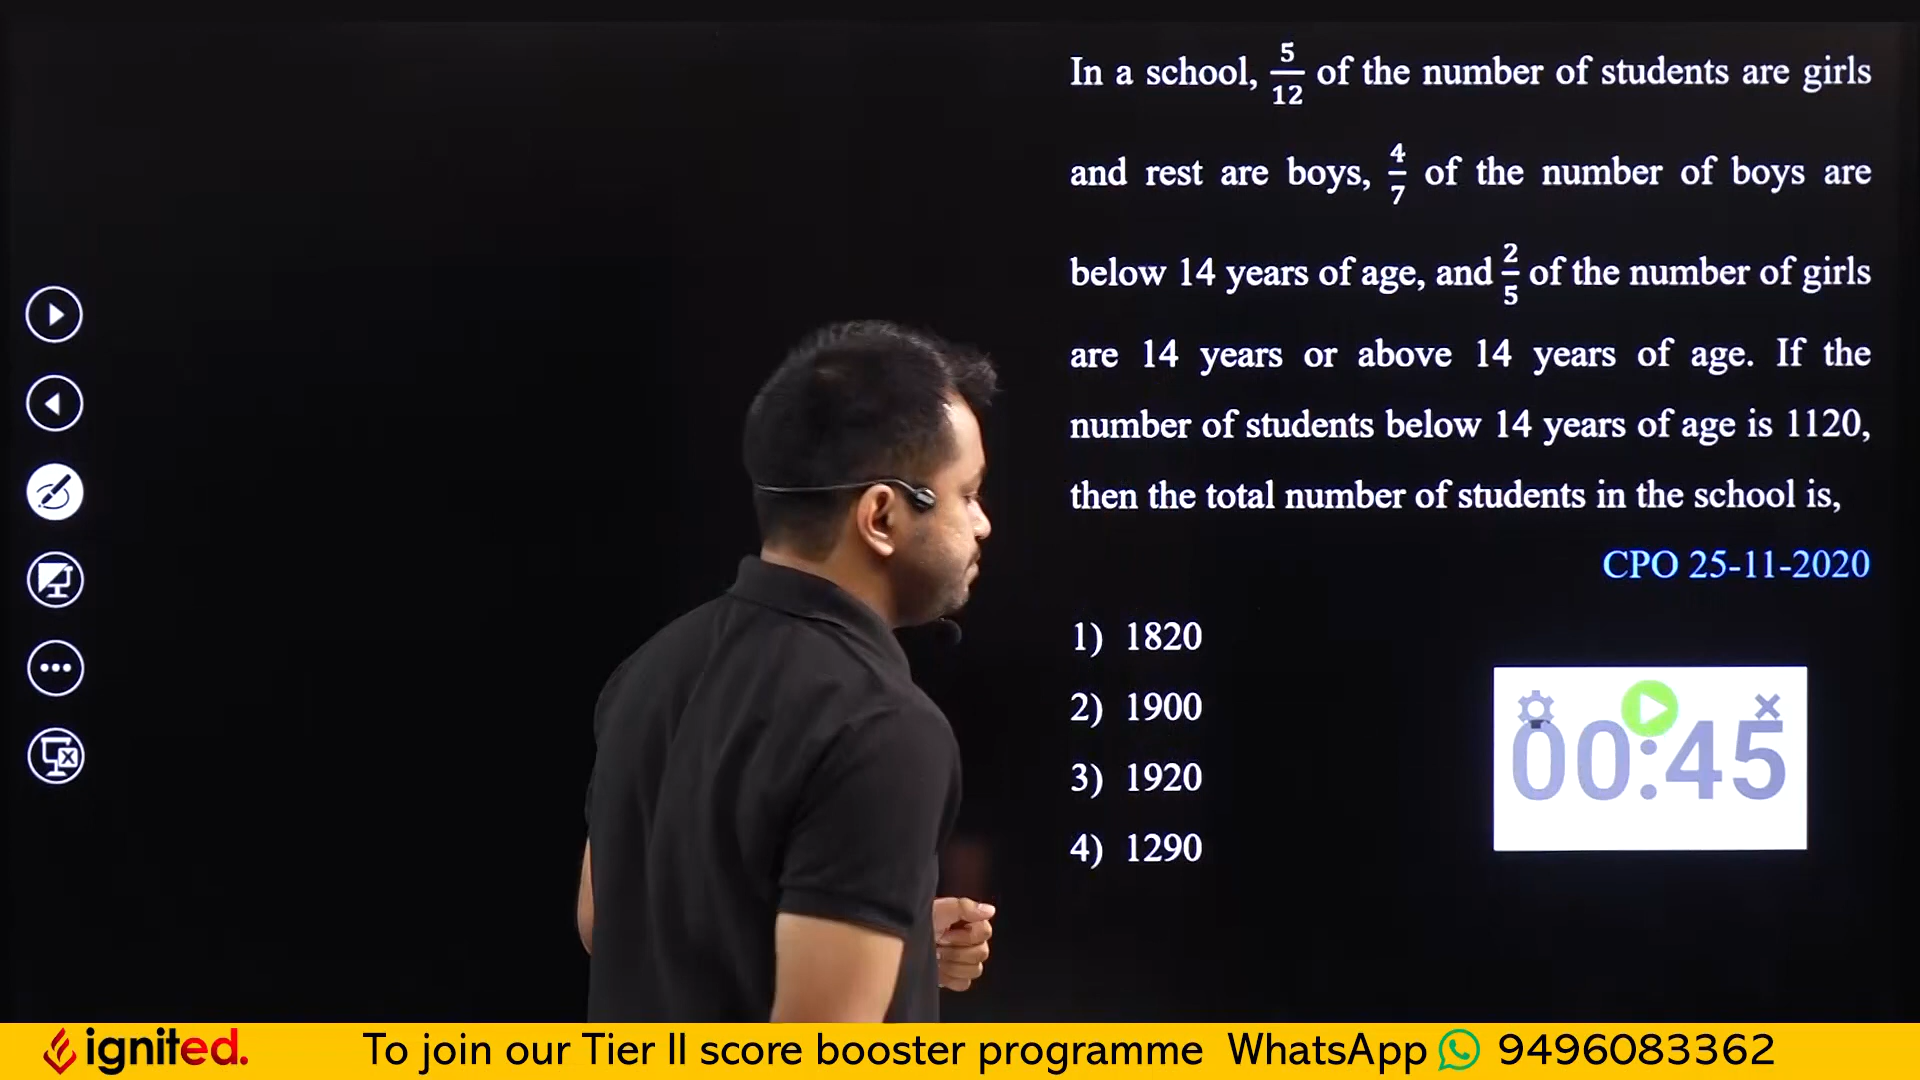 In a school, 5/12 of the number of students are girls
and rest are boys, 4/7 of the number of boys are
below 14 years of age, and 2/5 of the number of girls
are 14 years or above 14 years of age. If the
number of students below 14 years of age is 1120,
then the total number of students in the school is,
CPO 25-11-2020
1) 1820
2) 1900
3) 1920
4) 1290
00:45
ignited. To join our Tier II score booster programme WhatsApp 9496083362